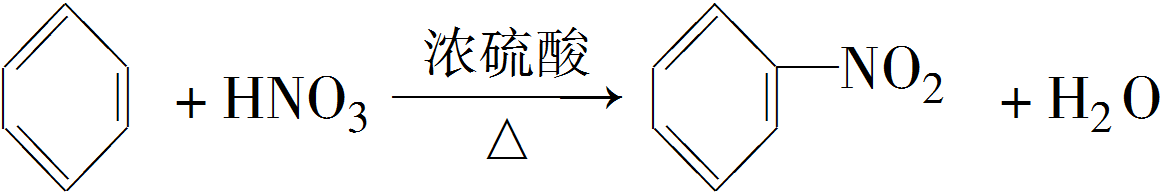 浓硫酸
+ HNO₃ → NO₂ + H₂O
△